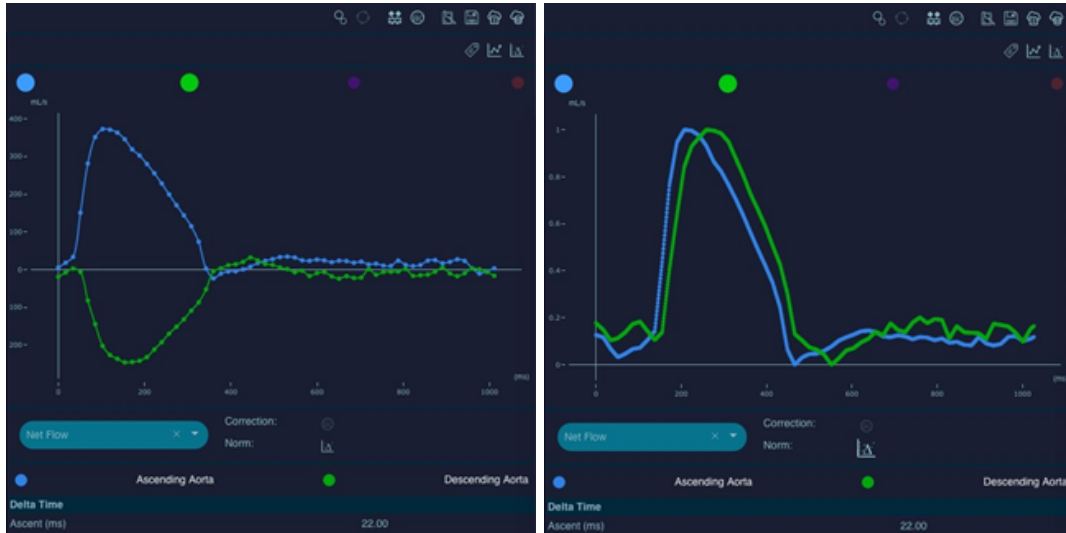 mL/s
400-
300-
200-
100-
0-
100-
200-
0
200
400
600
800
1000
(ms)
Net Flow
Correction:
Norm:
Ascending Aorta
Descending Aorta
Delta Time
Ascent (ms)
22.00
mL/s
1-
0.8-
0.6-
0.4-
0.2-
0-
0
200
400
600
800
1000
(ms)
Net Flow
Correction:
Norm:
Ascending Aorta
Descending Aorta
Delta Time
Ascent (ms)
22.00